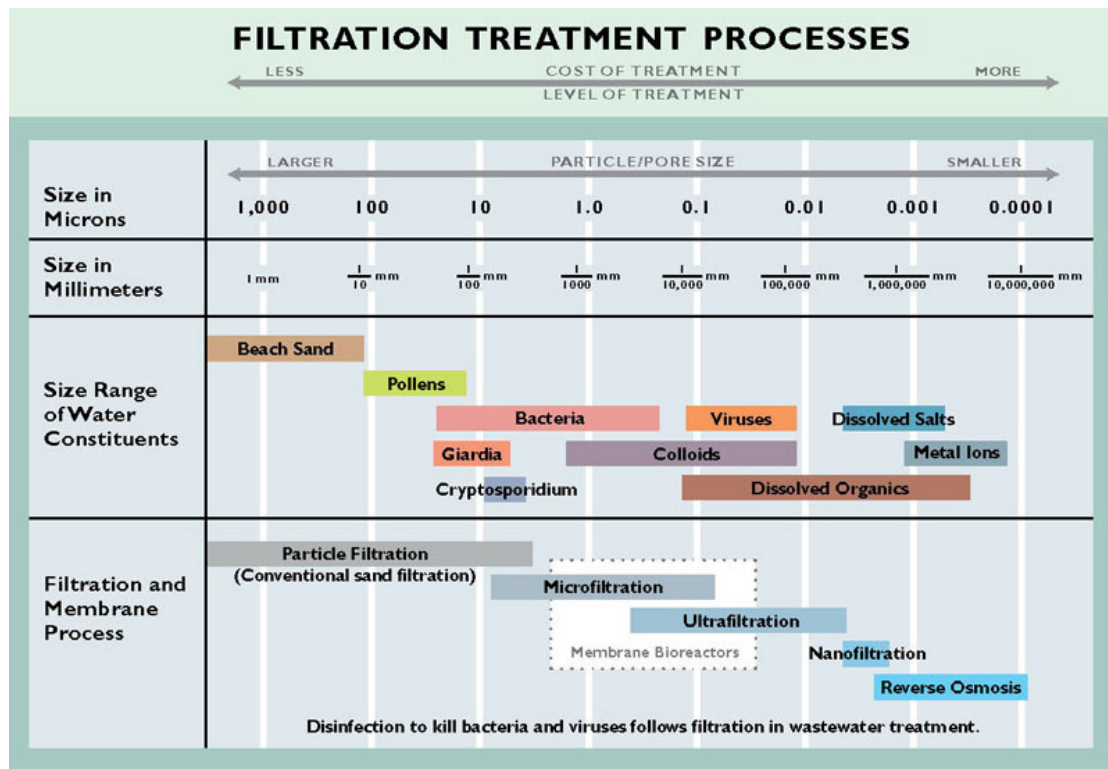 FILTRATION TREATMENT PROCESSES
LESS COST OF TREATMENT MORE
LEVEL OF TREATMENT
LARGER PARTICLE/PORE SIZE SMALLER
Size in
Microns
1,000 100 10 1.0 0.1 0.01 0.001 0.0001
Size in
Millimeters
1 mm 1/10 mm 1/100 mm 1/1000 mm 1/10,000 mm 1/100,000 mm 1/1,000,000 mm 1/10,000,000 mm
Size Range
of Water
Constituents
Beach Sand
Pollens
Bacteria Viruses Dissolved Salts
Giardia Colloids Metal Ions
Cryptosporidium Dissolved Organics
Filtration and
Membrane
Process
Particle Filtration
(Conventional sand filtration)
Microfiltration
Ultrafiltration
Membrane Bioreactors Nanofiltration
Reverse Osmosis
Disinfection to kill bacteria and viruses follows filtration in wastewater treatment.